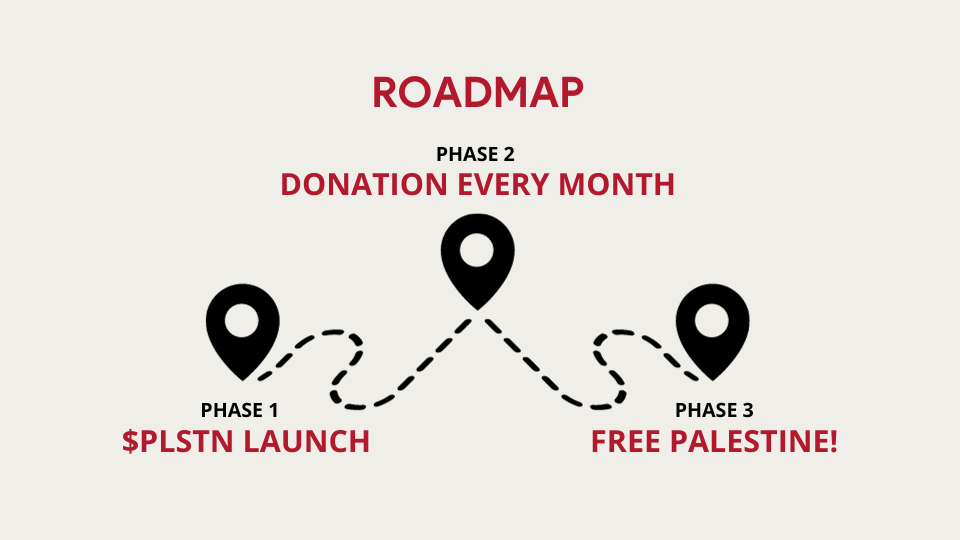 ROADMAP
PHASE 2
DONATION EVERY MONTH
PHASE 1
$PLSTN LAUNCH
PHASE 3
FREE PALESTINE!